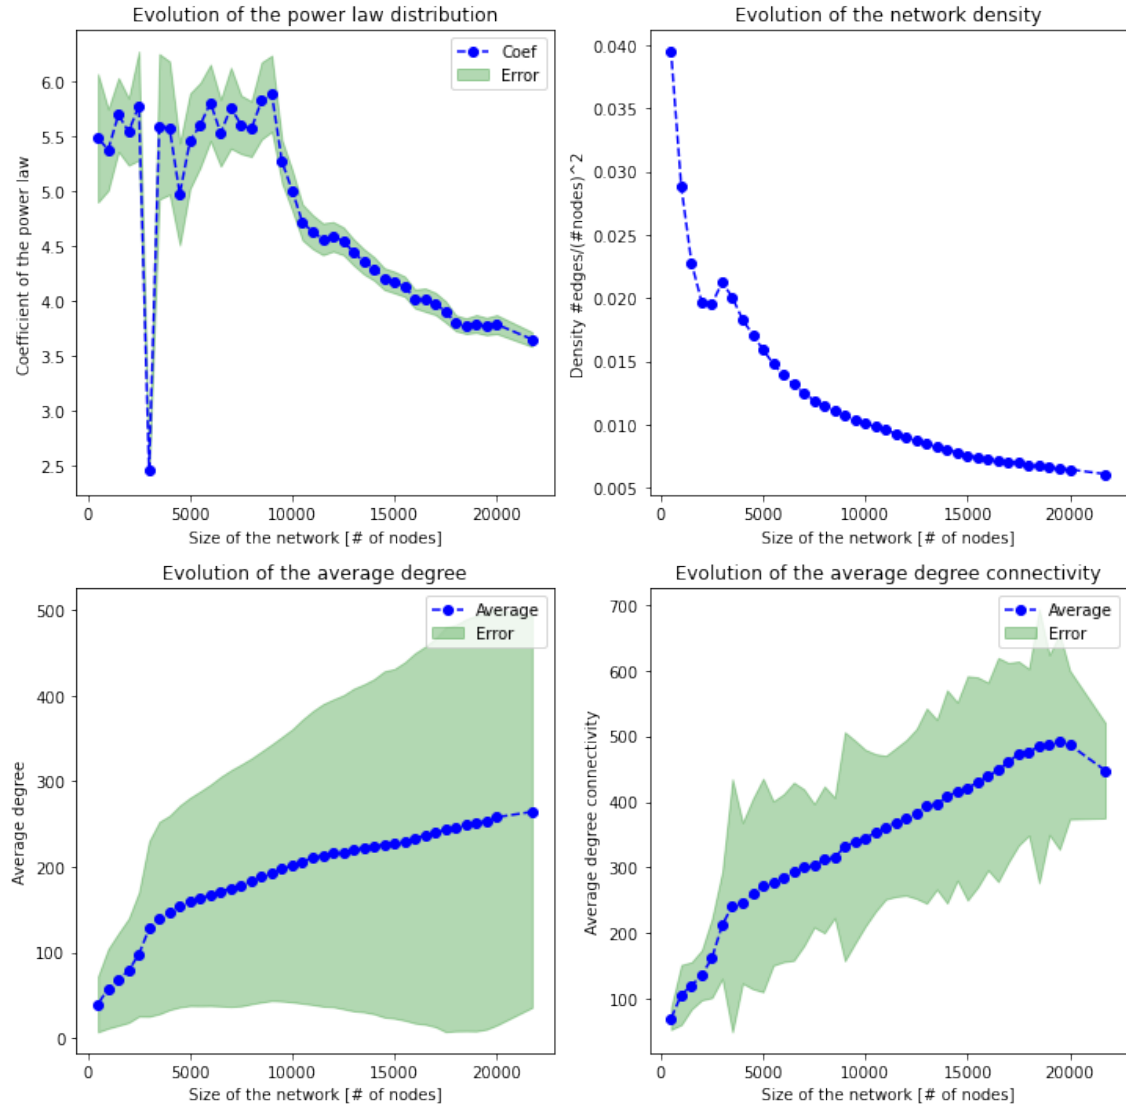 Evolution of the power law distribution
Coef
Error
6.0
5.5
5.0
4.5
4.0
3.5
3.0
2.5
Coefficient of the power law
0
5000
10000
15000
20000
Size of the network [# of nodes]
Evolution of the network density
0.040
0.035
0.030
0.025
0.020
0.015
0.010
0.005
Density #edges/(#nodes)^2
0
5000
10000
15000
20000
Size of the network [# of nodes]
Evolution of the average degree
Average
Error
500
400
300
200
100
0
Average degree
0
5000
10000
15000
20000
Size of the network [# of nodes]
Evolution of the average degree connectivity
Average
Error
700
600
500
400
300
200
100
Average degree connectivity
0
5000
10000
15000
20000
Size of the network [# of nodes]